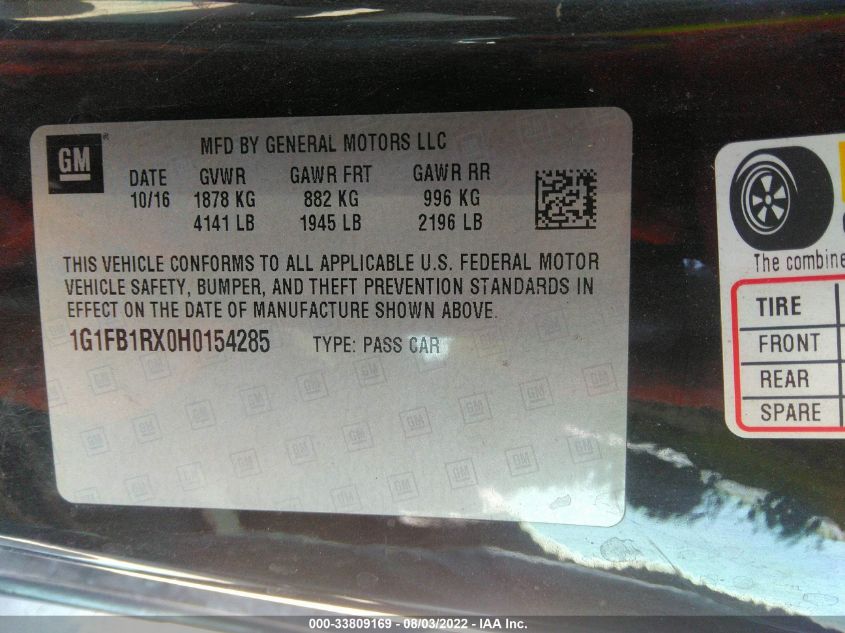 GM
MFD BY GENERAL MOTORS LLC
DATE GVWR GAWR FRT GAWR RR
10/16 1878 KG 882 KG 996 KG
4141 LB 1945 LB 2196 LB
THIS VEHICLE CONFORMS TO ALL APPLICABLE U.S. FEDERAL MOTOR
VEHICLE SAFETY, BUMPER, AND THEFT PREVENTION STANDARDS IN
EFFECT ON THE DATE OF MANUFACTURE SHOWN ABOVE.
1G1FB1RX0H0154285 TYPE: PASS CAR
The combine
TIRE
FRONT
REAR
SPARE
000-33809169 - 08/03/2022 - IAA Inc.